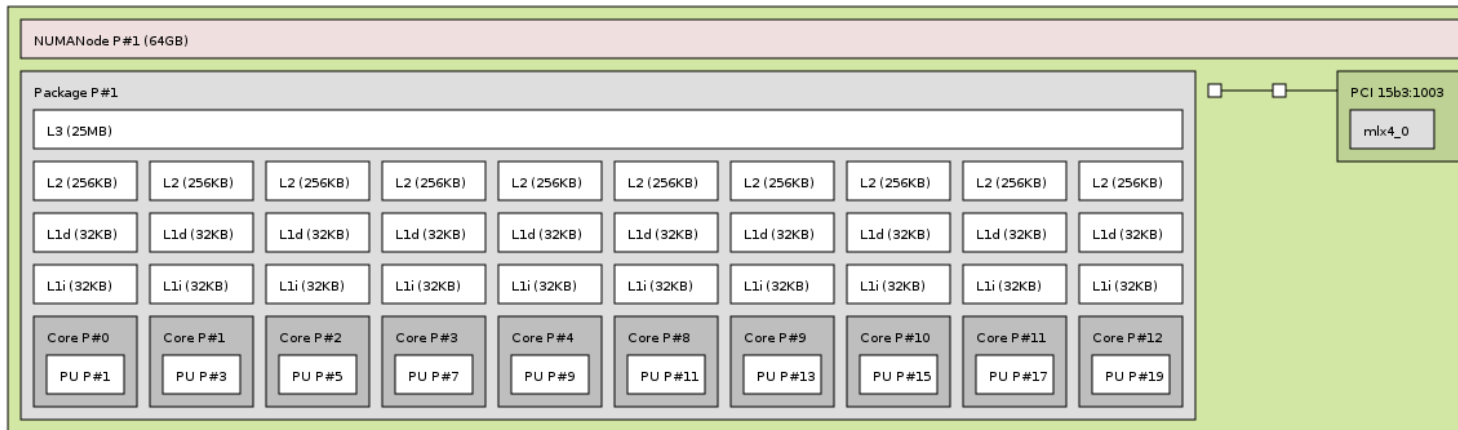 NUMANode P#1 (64GB)
Package P#1
PCI 15b3:1003
L3 (25MB)
mlx4_0
L2 (256KB) L2 (256KB) L2 (256KB) L2 (256KB) L2 (256KB) L2 (256KB) L2 (256KB) L2 (256KB) L2 (256KB) L2 (256KB)
L1d (32KB) L1d (32KB) L1d (32KB) L1d (32KB) L1d (32KB) L1d (32KB) L1d (32KB) L1d (32KB) L1d (32KB) L1d (32KB)
L1i (32KB) L1i (32KB) L1i (32KB) L1i (32KB) L1i (32KB) L1i (32KB) L1i (32KB) L1i (32KB) L1i (32KB) L1i (32KB)
Core P#0 Core P#1 Core P#2 Core P#3 Core P#4 Core P#8 Core P#9 Core P#10 Core P#11 Core P#12
PU P#1 PU P#3 PU P#5 PU P#7 PU P#9 PU P#11 PU P#13 PU P#15 PU P#17 PU P#19